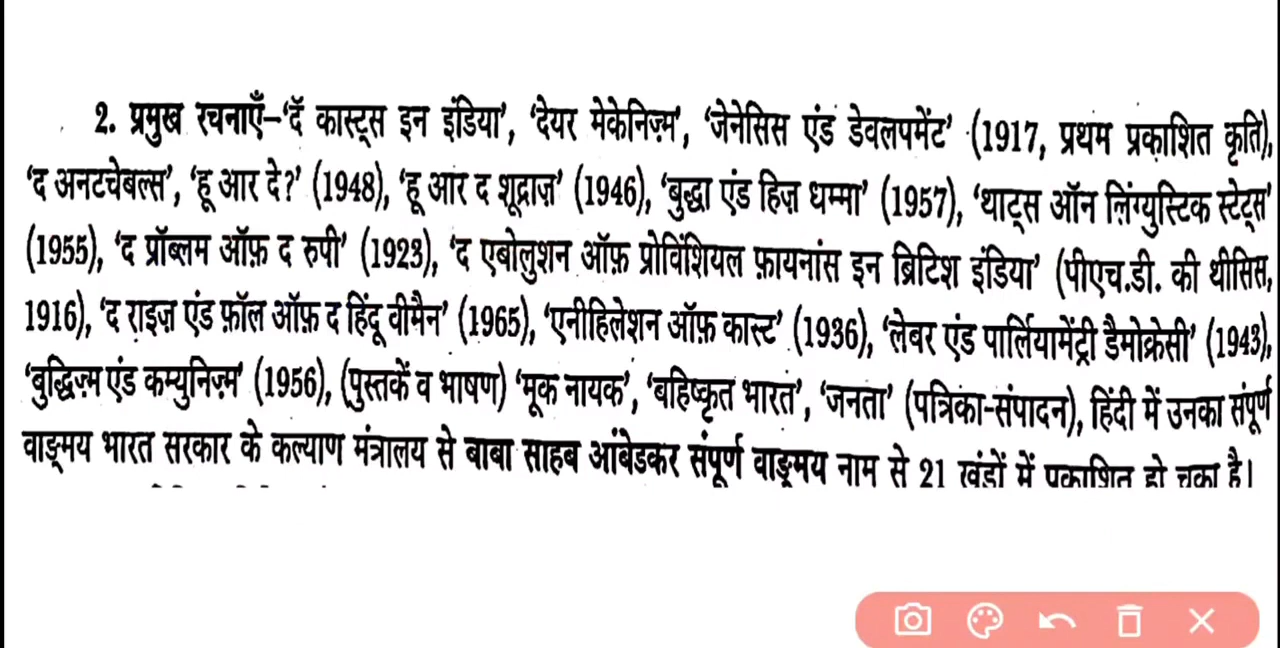 2. प्रमुख रचनाएँ–‘दॅ कास्ट्स इन इंडिया’, ‘देयर मेकेनिज़्म’, ‘जेनेसिस एंड डेवलपमेंट’ (1917, प्रथम प्रकाशित कृति),
‘द अनटचेबल्स’, ‘हू आर दे?’ (1948), ‘हू आर द शूद्राज़’ (1946), ‘बुद्धा एंड हिज़ धम्मा’ (1957), ‘थाट्स ऑन लिंग्युस्टिक स्टेट्स’
(1955), ‘द प्रॉब्लम ऑफ़ द रुपी’ (1923), ‘द एबोलुशन ऑफ़ प्रोविंशियल फ़ायनांस इन ब्रिटिश इंडिया’ (पीएच.डी. की थीसिस,
1916), ‘द राइज़ एंड फ़ॉल ऑफ़ द हिंदू वीमैन’ (1965), ‘एनीहिलेशन ऑफ़ कास्ट’ (1936), ‘लेबर एंड पार्लियामेंट्री डैमोक्रेसी’ (1943),
‘बुद्धिज़्म एंड कम्युनिज़्म’ (1956), (पुस्तकें व भाषण) ‘मूक नायक’, ‘बहिष्कृत भारत’, ‘जनता’ (पत्रिका-संपादन), हिंदी में उनका संपूर्ण
वाङ्मय भारत सरकार के कल्याण मंत्रालय से बाबा साहब आंबेडकर संपूर्ण वाङ्मय नाम से 21 खंडों में प्रकाशित हो चुका है।